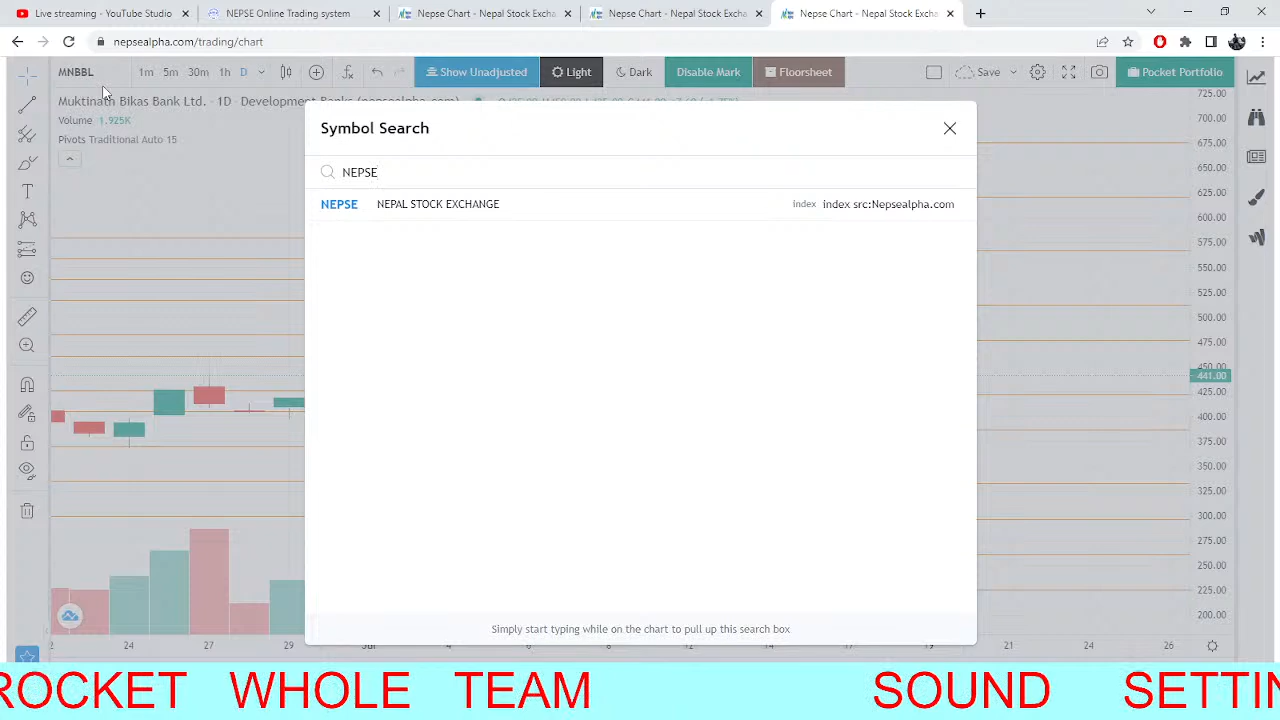 Live streaming - YouTube Studio
NEPSE Online Trading system
Nepse Chart - Nepal Stock Excha
Nepse Chart - Nepal Stock Excha
Nepse Chart - Nepal Stock Excha
nepsealpha.com/trading/chart
MNBBL 1m 5m 30m 1h D Show Unadjusted Light Dark Disable Mark Floorsheet Save Pocket Portfolio
Muktinath Bikas Bank Ltd. · 1D · Development Banks (nepsealpha.com)
Volume 1.925K
Pivots Traditional Auto 15
Symbol Search
NEPSE
NEPSE NEPAL STOCK EXCHANGE index index src:Nepsealpha.com
Simply start typing while on the chart to pull up this search box
725.00
700.00
675.00
650.00
625.00
600.00
575.00
550.00
525.00
500.00
475.00
450.00
441.00
425.00
400.00
375.00
350.00
325.00
300.00
275.00
250.00
225.00
200.00
24 27 29 21 24 26
ROCKET WHOLE TEAM SOUND SETTIN